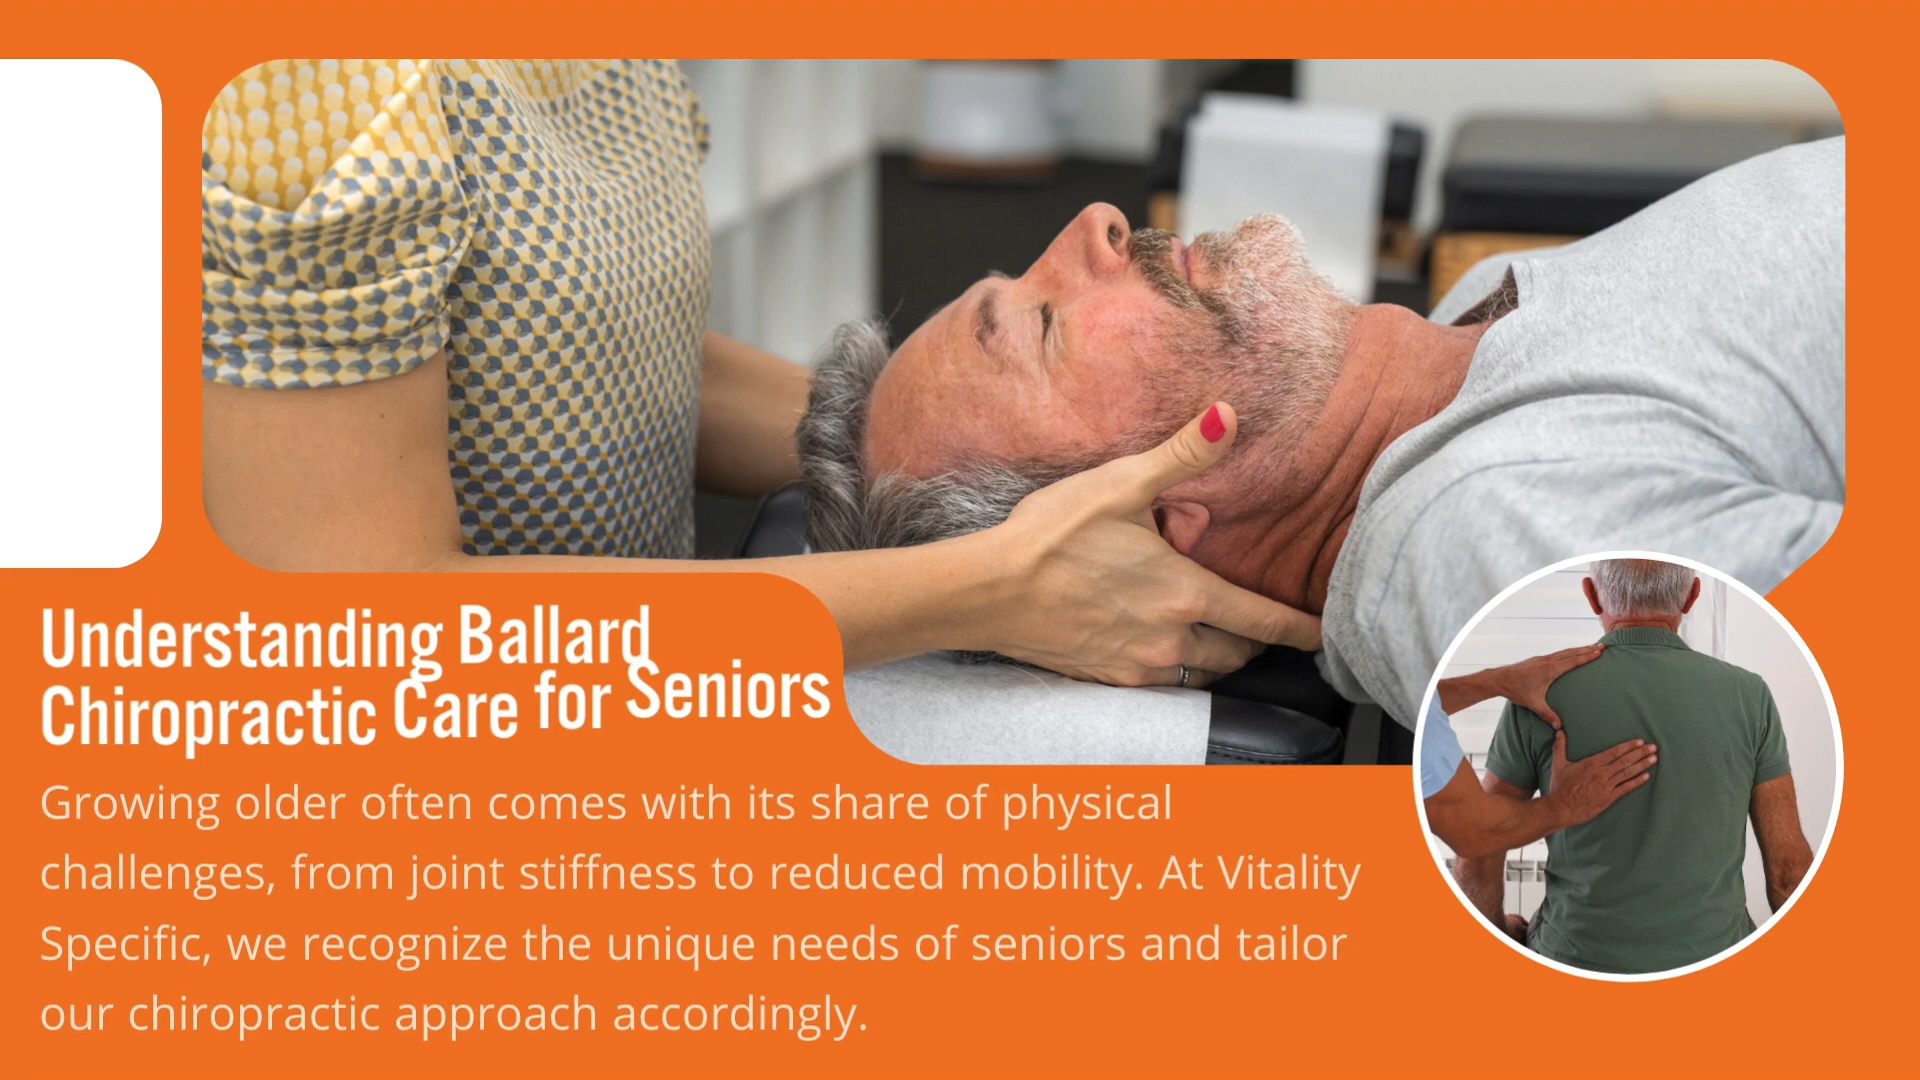 Understanding Ballard
Chiropractic Care for Seniors
Growing older often comes with its share of physical
challenges, from joint stiffness to reduced mobility. At Vitality
Specific, we recognize the unique needs of seniors and tailor
our chiropractic approach accordingly.